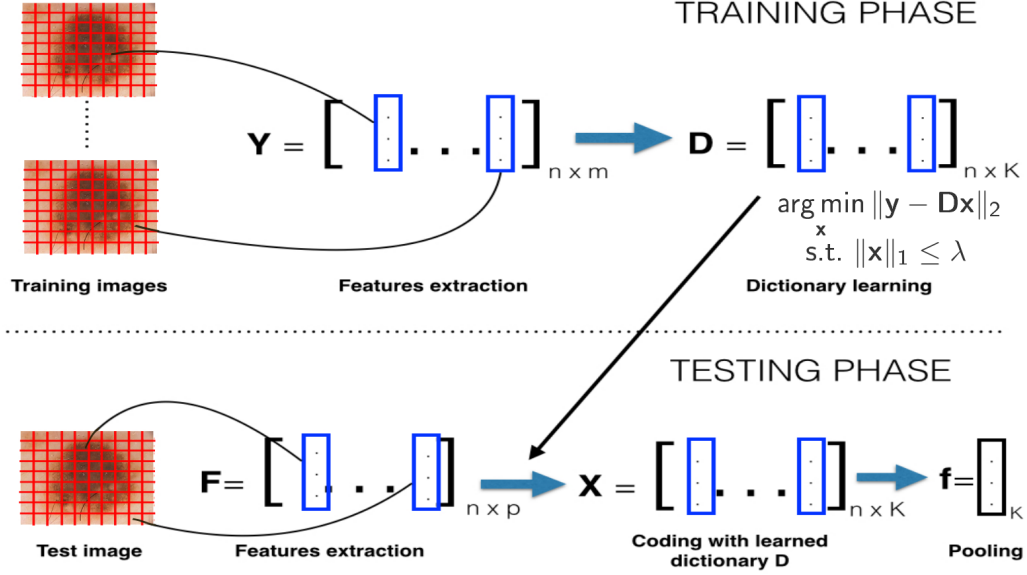 TRAINING PHASE
Y = [ . . . ] n x m
D = [ . . . ] n x K
arg min ‖y − Dx‖₂
x
s.t. ‖x‖₁ ≤ λ
Training images
Features extraction
Dictionary learning
TESTING PHASE
F= [ . . . ] n x p
X = [ . . . ] n x K
f= K
Test image
Features extraction
Coding with learned
dictionary D
Pooling